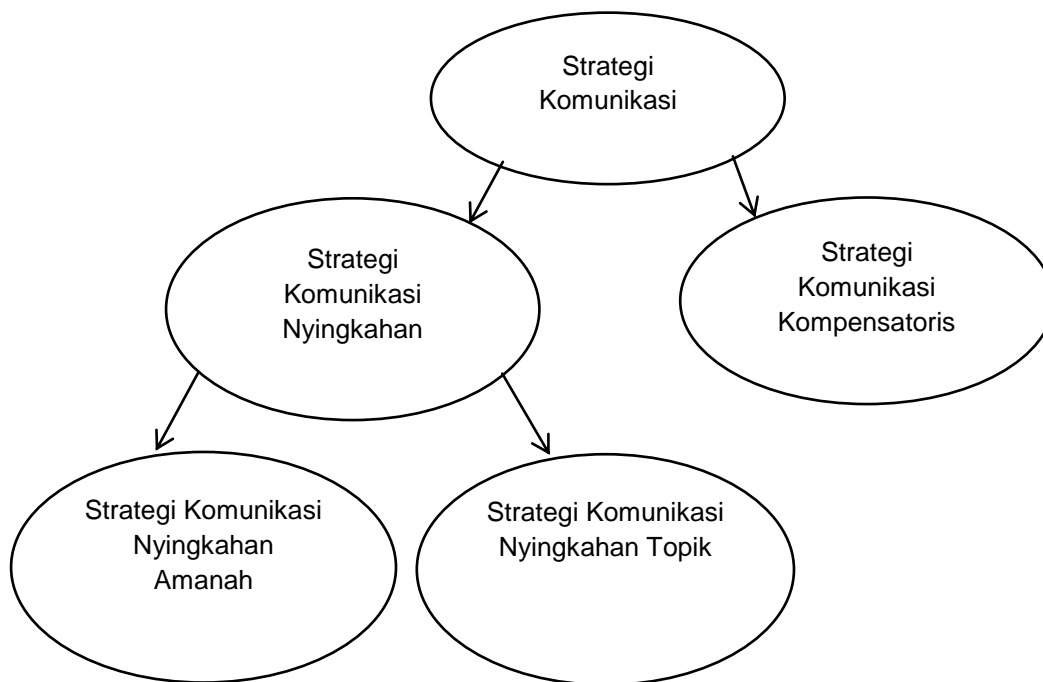 Strategi
Komunikasi
Strategi
Komunikasi
Nyingkahan
Strategi
Komunikasi
Kompensatoris
Strategi Komunikasi
Nyingkahan
Amanah
Strategi Komunikasi
Nyingkahan Topik